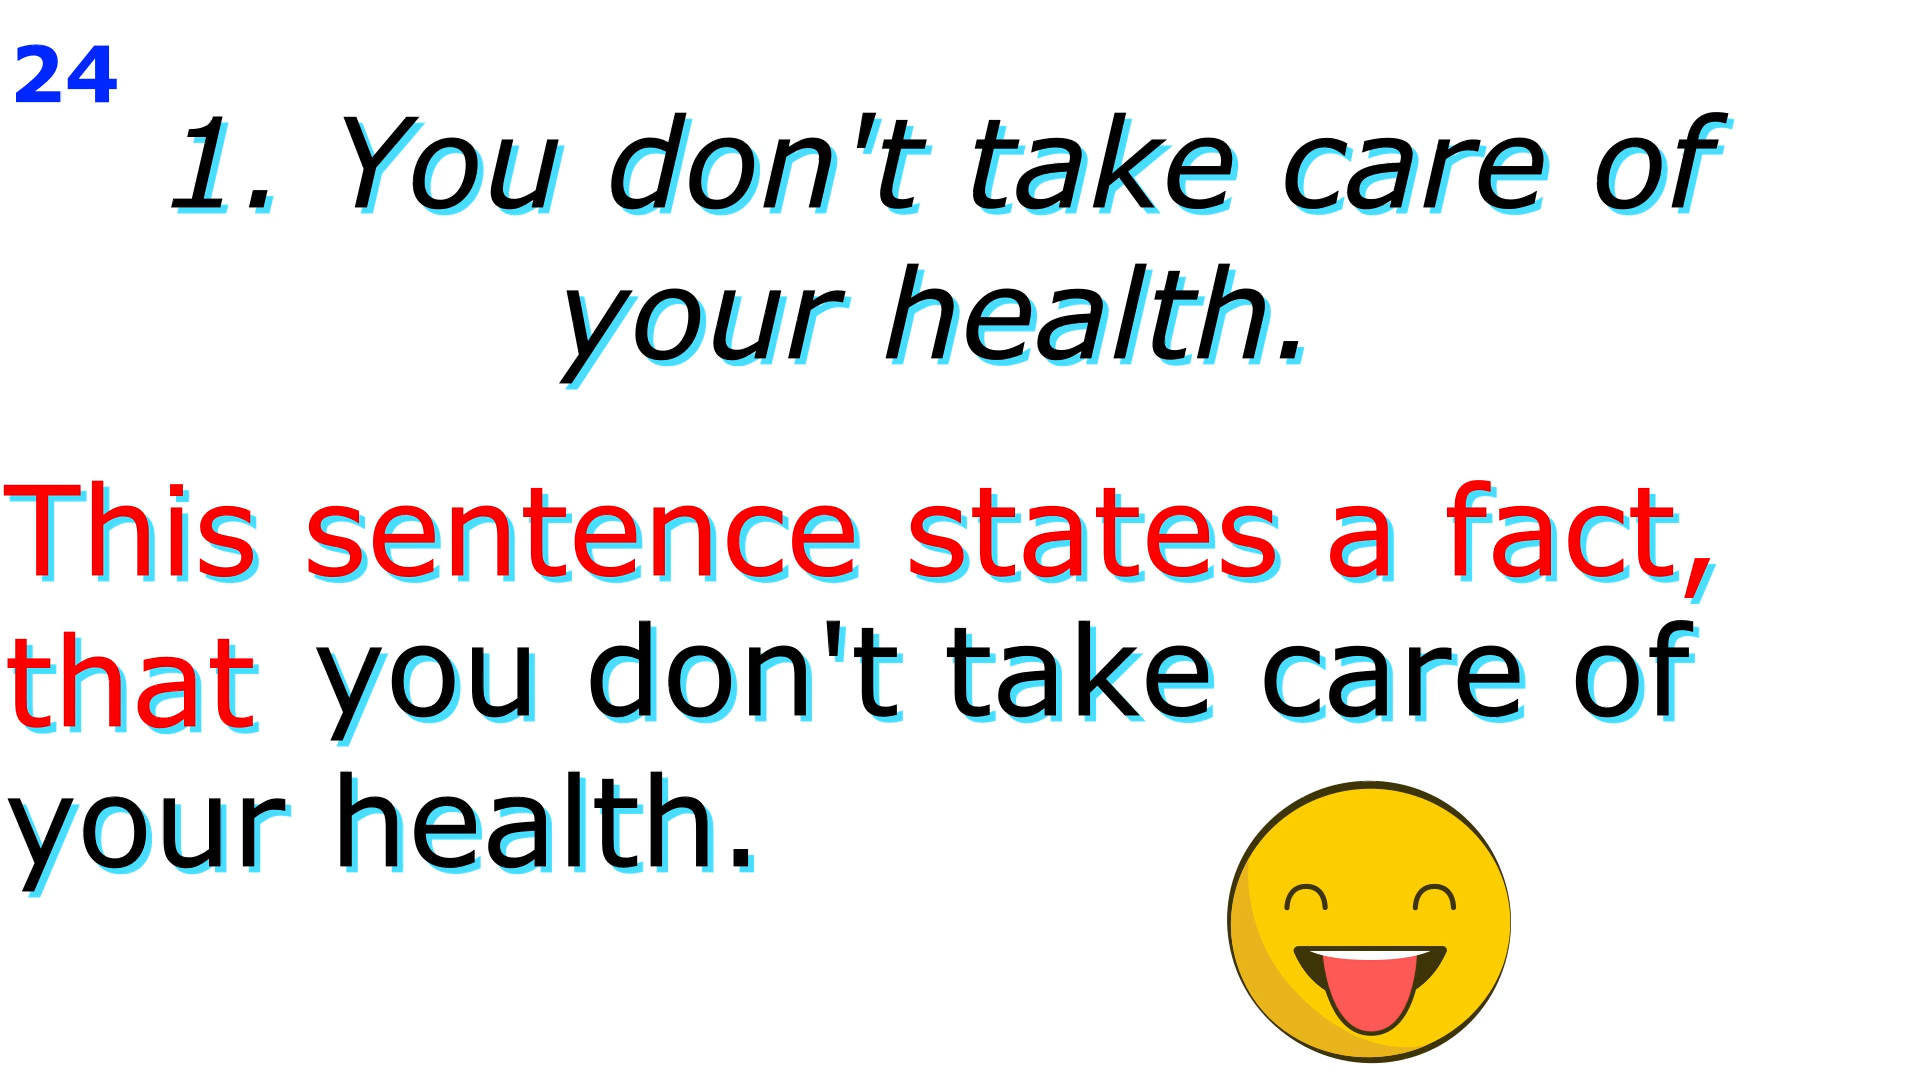 24
1. You don't take care of
your health.
This sentence states a fact,
that you don't take care of
your health.